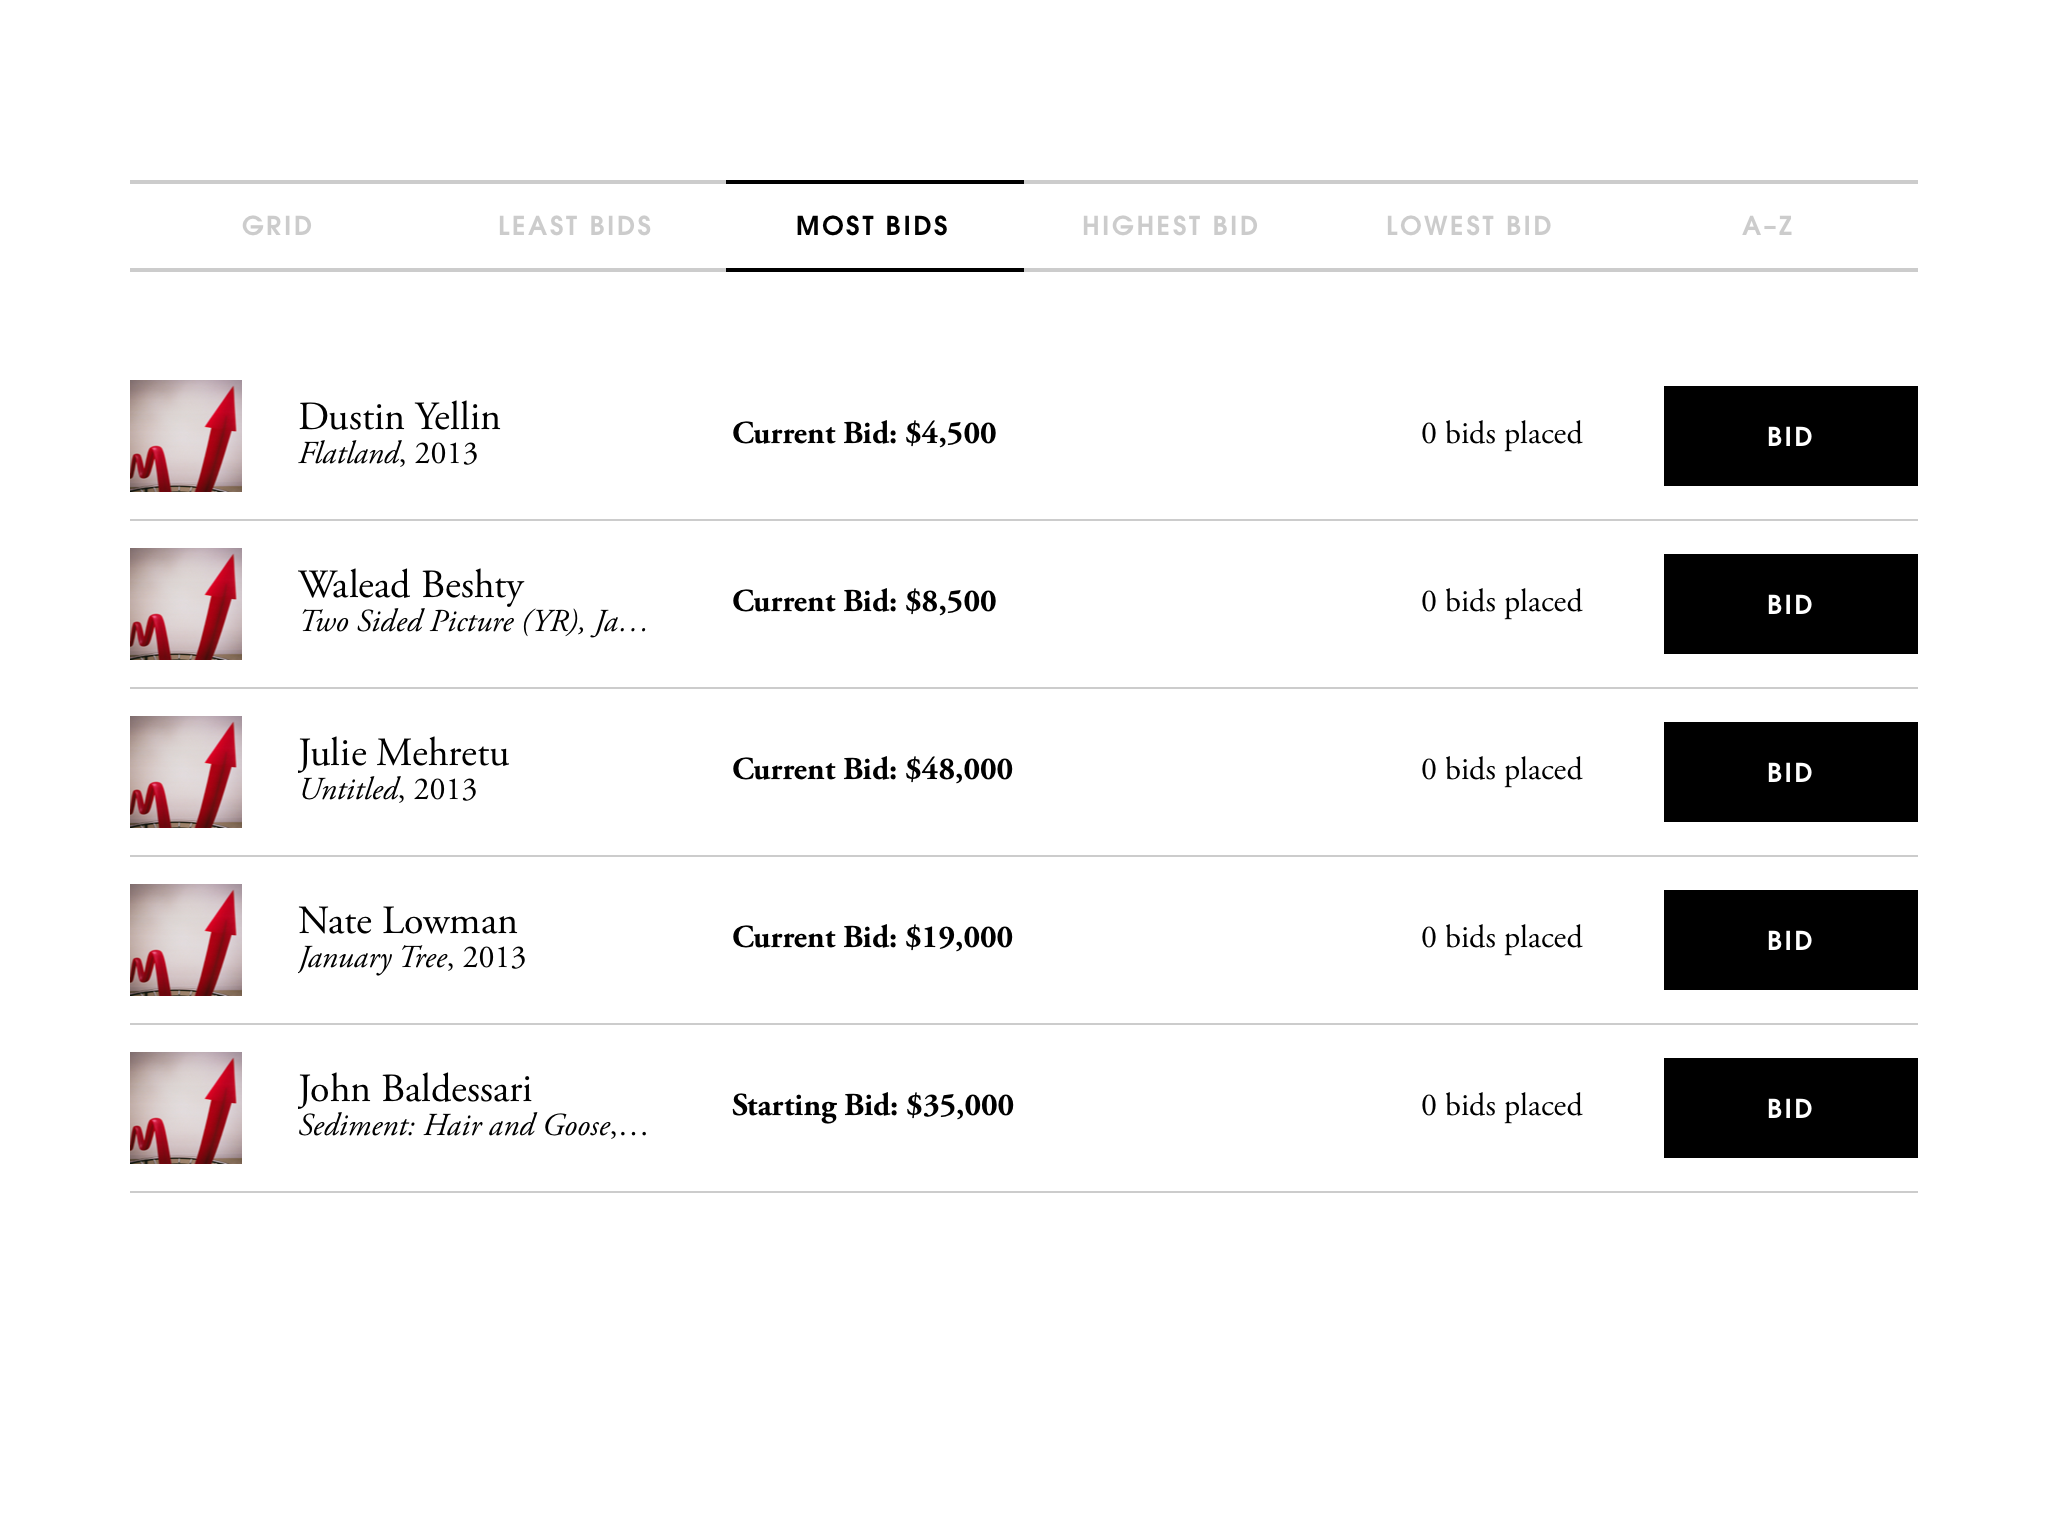 GRID LEAST BIDS MOST BIDS HIGHEST BID LOWEST BID A–Z
Dustin Yellin
Flatland, 2013
Current Bid: $4,500
0 bids placed
BID
Walead Beshty
Two Sided Picture (YR), Ja…
Current Bid: $8,500
0 bids placed
BID
Julie Mehretu
Untitled, 2013
Current Bid: $48,000
0 bids placed
BID
Nate Lowman
January Tree, 2013
Current Bid: $19,000
0 bids placed
BID
John Baldessari
Sediment: Hair and Goose,…
Starting Bid: $35,000
0 bids placed
BID